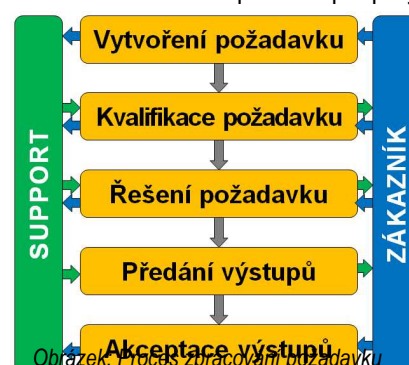 Vytvoření požadavku
Kvalifikace požadavku
Řešení požadavku
Předání výstupů
Akceptace výstupů
SUPPORT
ZÁKAZNÍK
Obrázek: Proces zpracování požadavku